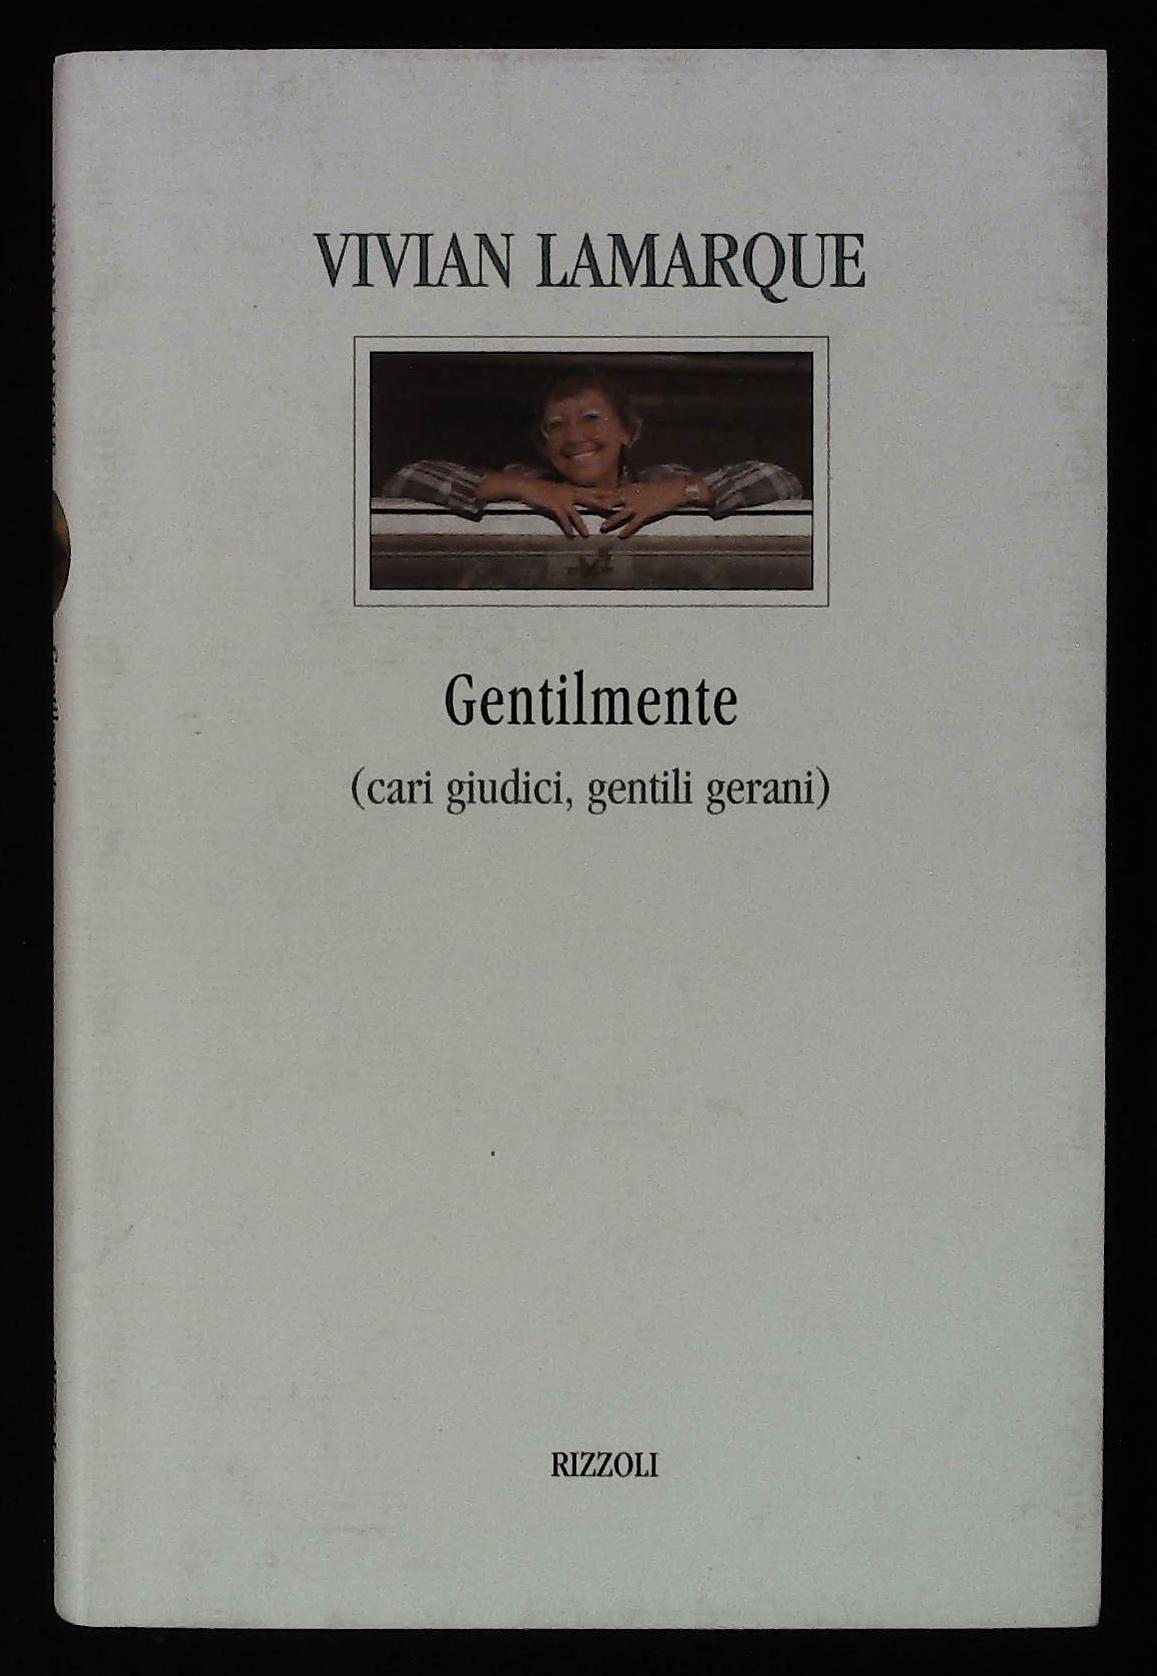 VIVIAN LAMARQUE
Gentilmente
(cari giudici, gentili gerani)
RIZZOLI